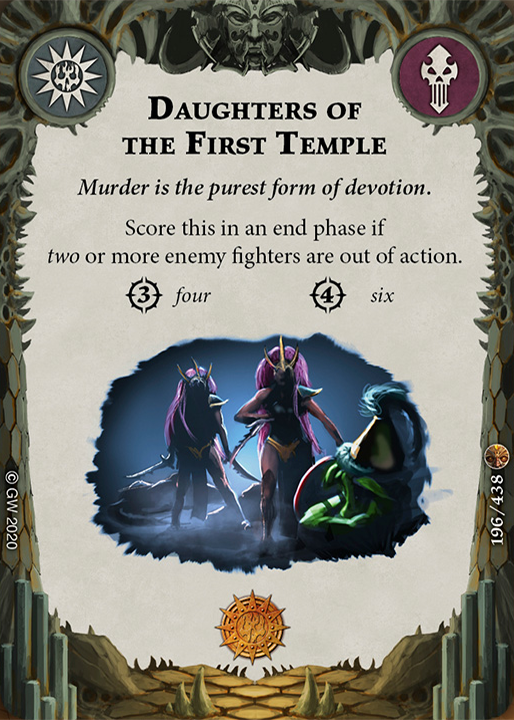 DAUGHTERS OF
THE FIRST TEMPLE
Murder is the purest form of devotion.
Score this in an end phase if
two or more enemy fighters are out of action.
3 four 4 six
© GW 2020
196/438